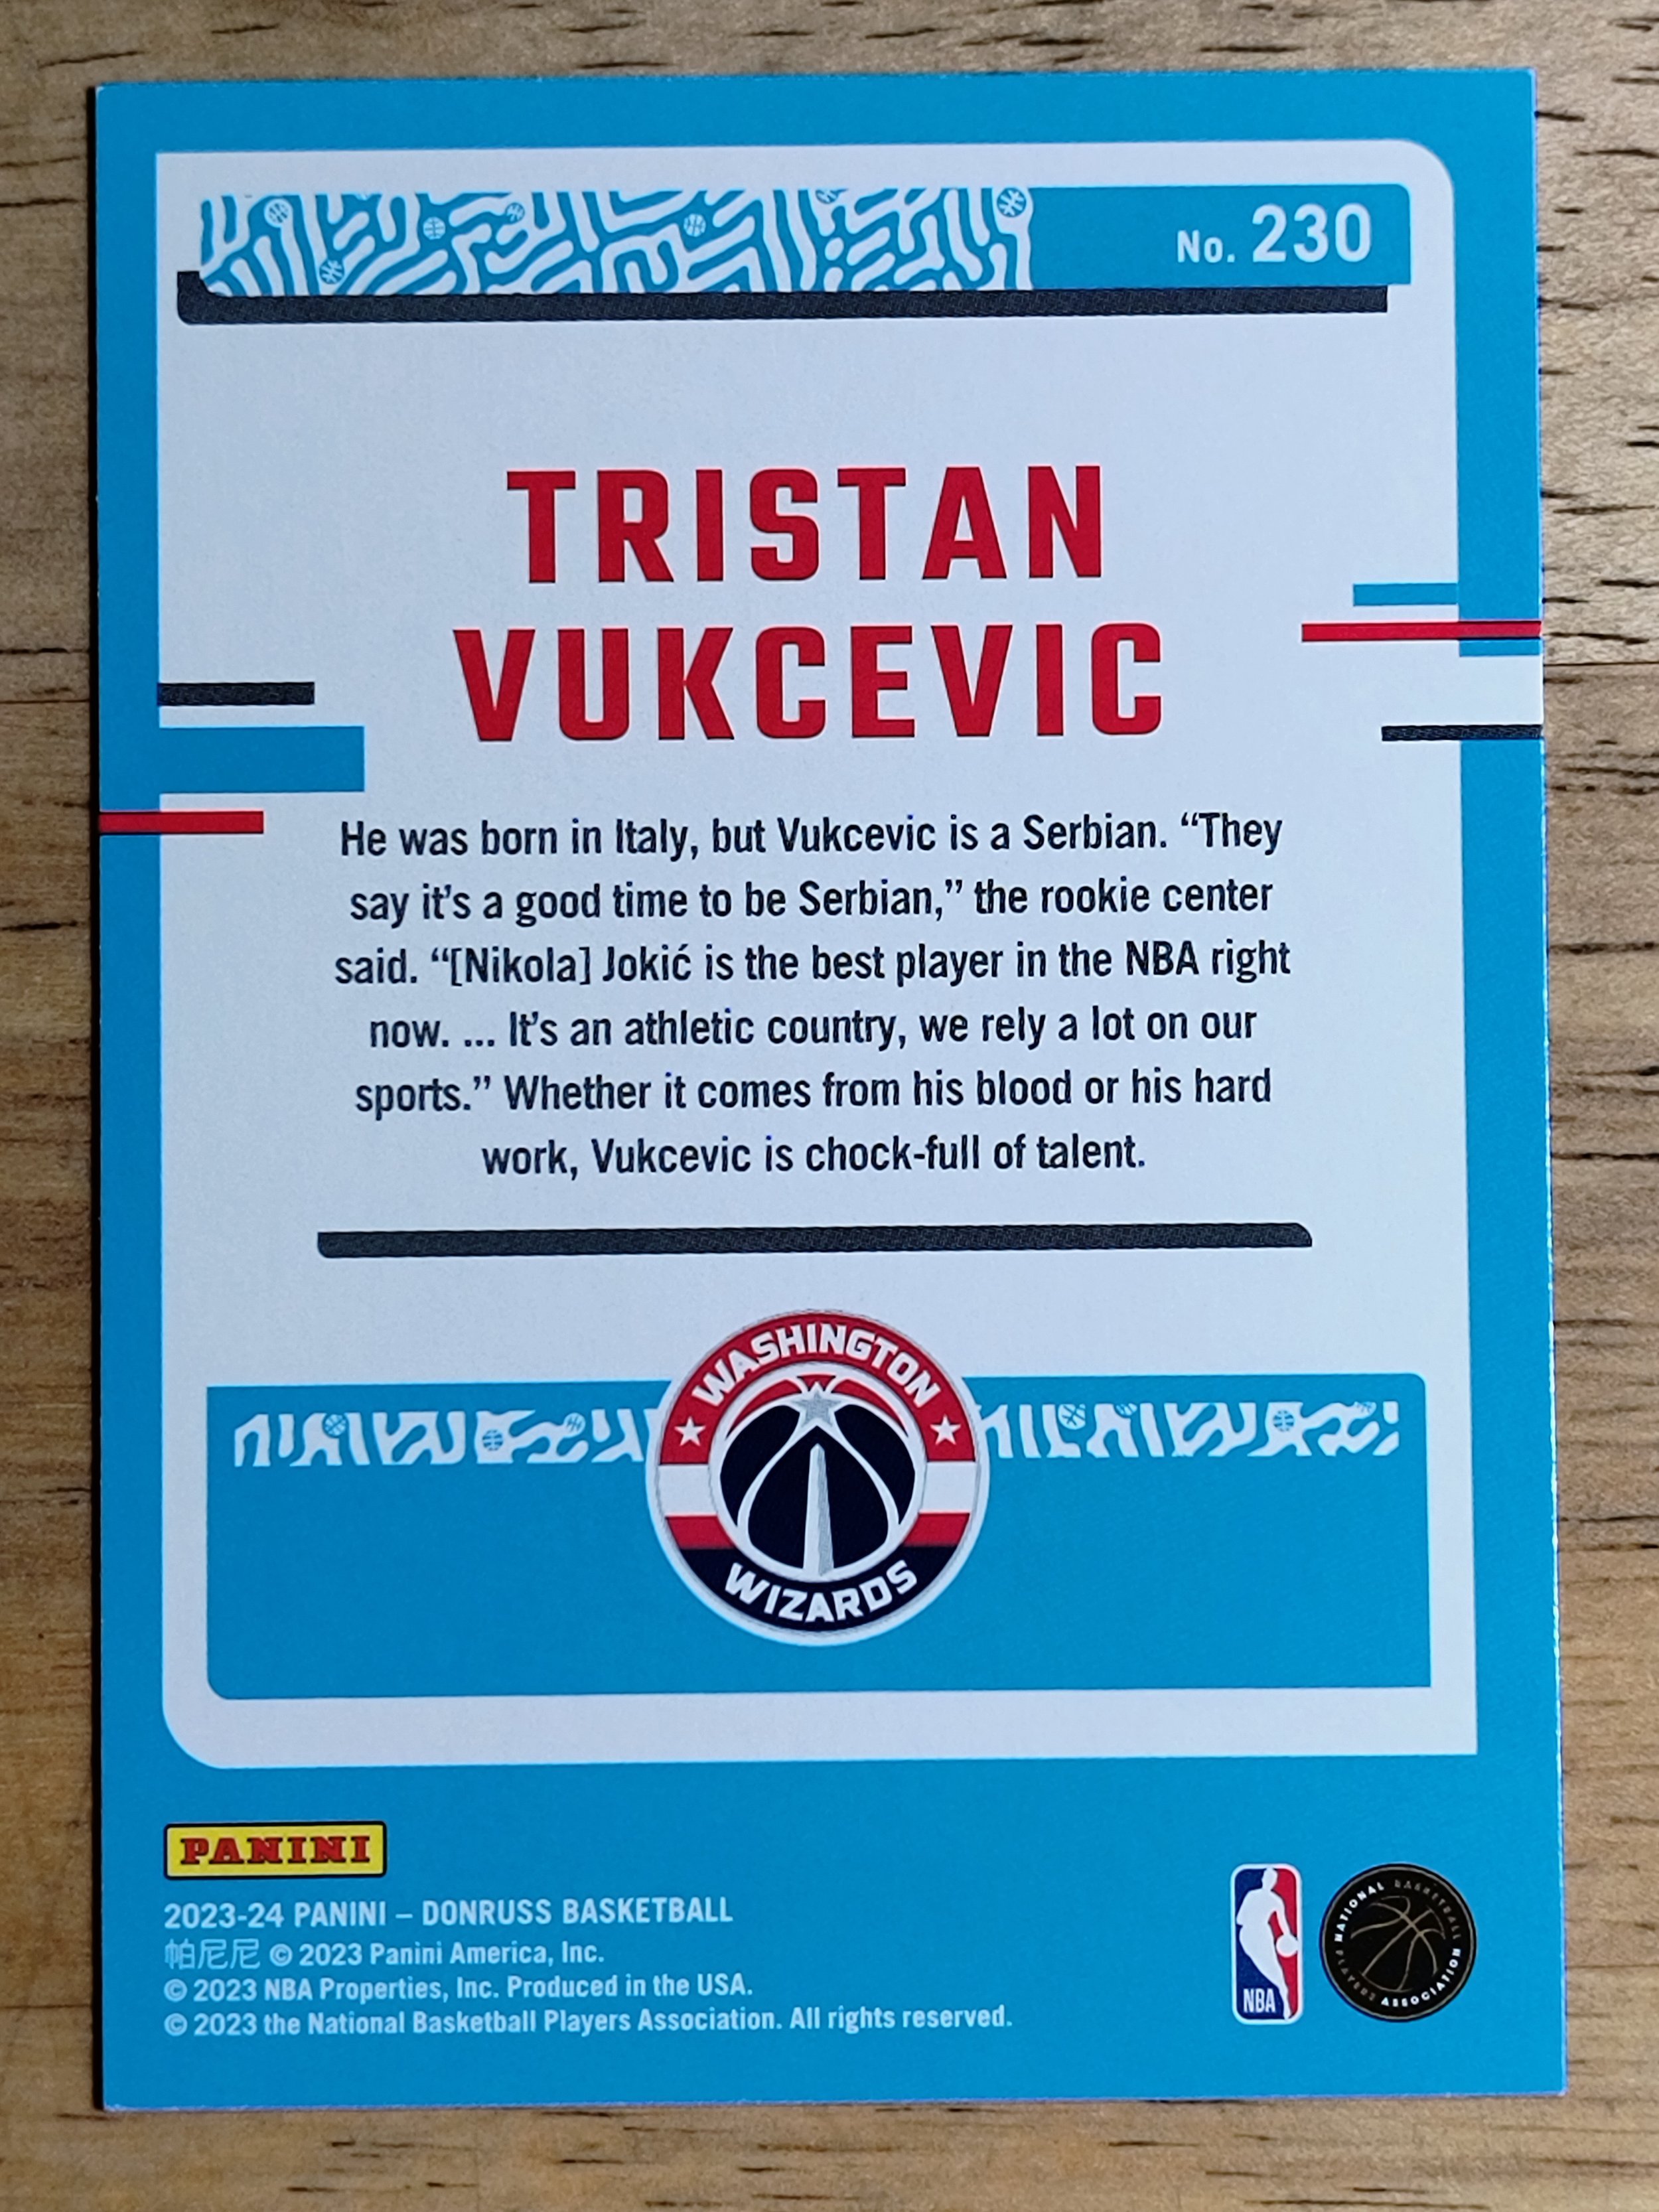 No. 230
TRISTAN
VUKCEVIC
He was born in Italy, but Vukcevic is a Serbian. “They
say it’s a good time to be Serbian,” the rookie center
said. “[Nikola] Jokić is the best player in the NBA right
now. ... It’s an athletic country, we rely a lot on our
sports.” Whether it comes from his blood or his hard
work, Vukcevic is chock-full of talent.
WASHINGTON
WIZARDS
PANINI
2023-24 PANINI – DONRUSS BASKETBALL
帕尼尼 © 2023 Panini America, Inc.
© 2023 NBA Properties, Inc. Produced in the USA.
© 2023 the National Basketball Players Association. All rights reserved.
NBA
NATIONAL BASKETBALL
PLAYERS ASSOCIATION